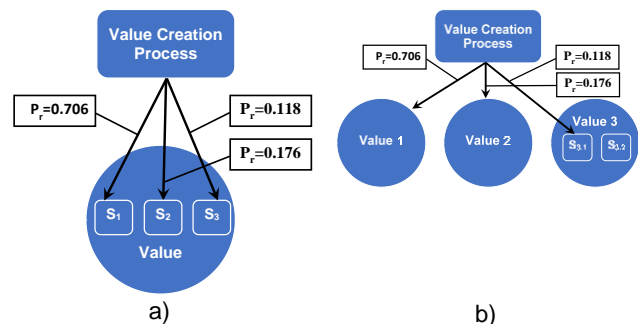 Value Creation
Process
Pr=0.706
Pr=0.118
Pr=0.176
S1
S2
S3
Value
a)
Value Creation
Process
Pr=0.706
Pr=0.118
Pr=0.176
Value 1
Value 2
Value 3
S3.1
S3.2
b)